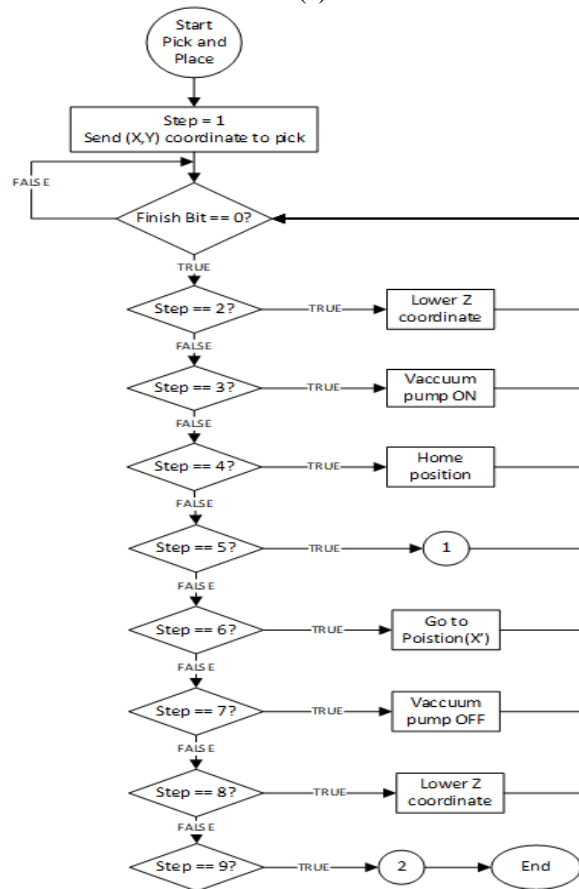 Start
Pick and
Place
Step = 1
Send (X,Y) coordinate to pick
FALSE
Finish Bit == 0?
TRUE
Step == 2?
TRUE
Lower Z
coordinate
FALSE
Step == 3?
TRUE
Vaccuum
pump ON
FALSE
Step == 4?
TRUE
Home
position
FALSE
Step == 5?
TRUE
1
FALSE
Step == 6?
TRUE
Go to
Poistion(X')
FALSE
Step == 7?
TRUE
Vaccuum
pump OFF
FALSE
Step == 8?
TRUE
Lower Z
coordinate
FALSE
Step == 9?
TRUE
2
End